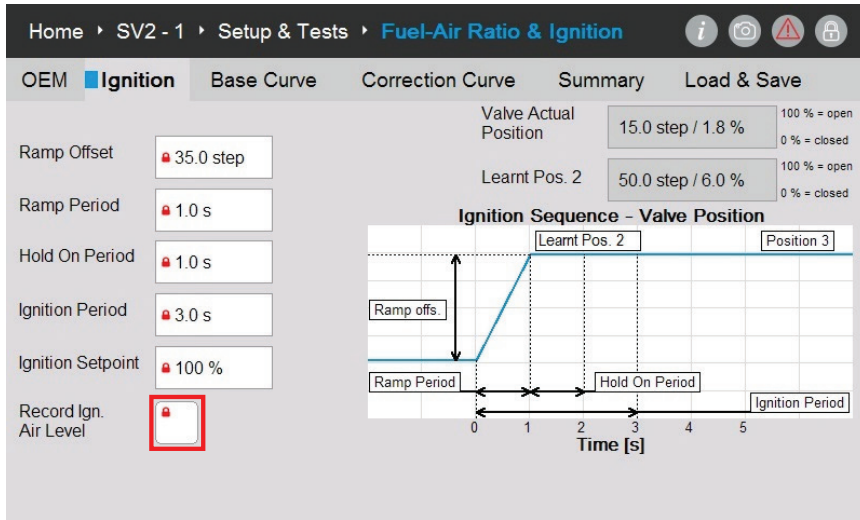 Home ‣ SV2 - 1 ‣ Setup & Tests ‣ Fuel-Air Ratio & Ignition
OEM Ignition Base Curve Correction Curve Summary Load & Save
Valve Actual
Position
15.0 step / 1.8 %
100 % = open
0 % = closed
Ramp Offset
35.0 step
Learnt Pos. 2
50.0 step / 6.0 %
100 % = open
0 % = closed
Ramp Period
1.0 s
Hold On Period
1.0 s
Ignition Period
3.0 s
Ignition Setpoint
100 %
Record Ign.
Air Level
Ignition Sequence - Valve Position
Learnt Pos. 2
Position 3
Ramp offs.
Ramp Period
Hold On Period
Ignition Period
0 1 2 3 4 5
Time [s]